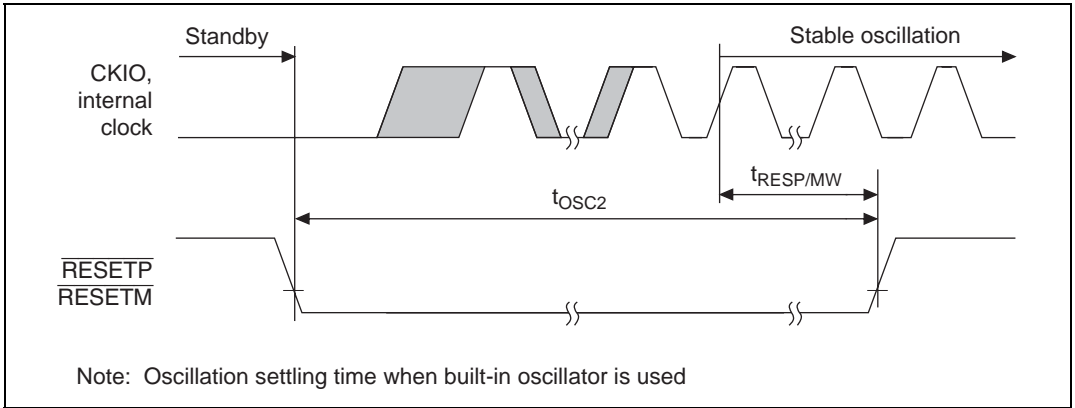 Standby
Stable oscillation
CKIO,
internal
clock
tRESP/MW
tOSC2
RESETP
RESETM
Note: Oscillation settling time when built-in oscillator is used